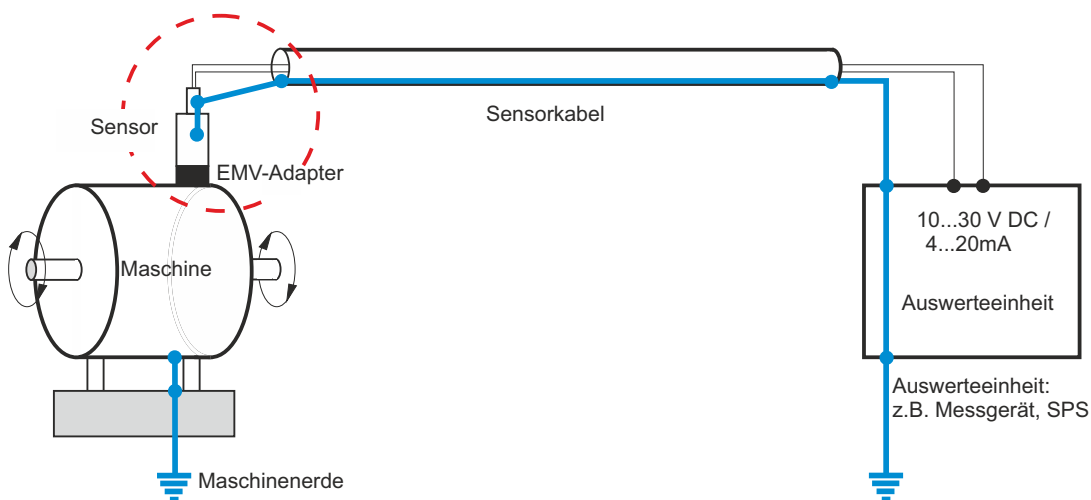 Sensor
Sensorkabel
EMV-Adapter
10...30 V DC /
4...20mA
Maschine
Auswerteeinheit
Auswerteeinheit:
z.B. Messgerät, SPS
Maschinenerde